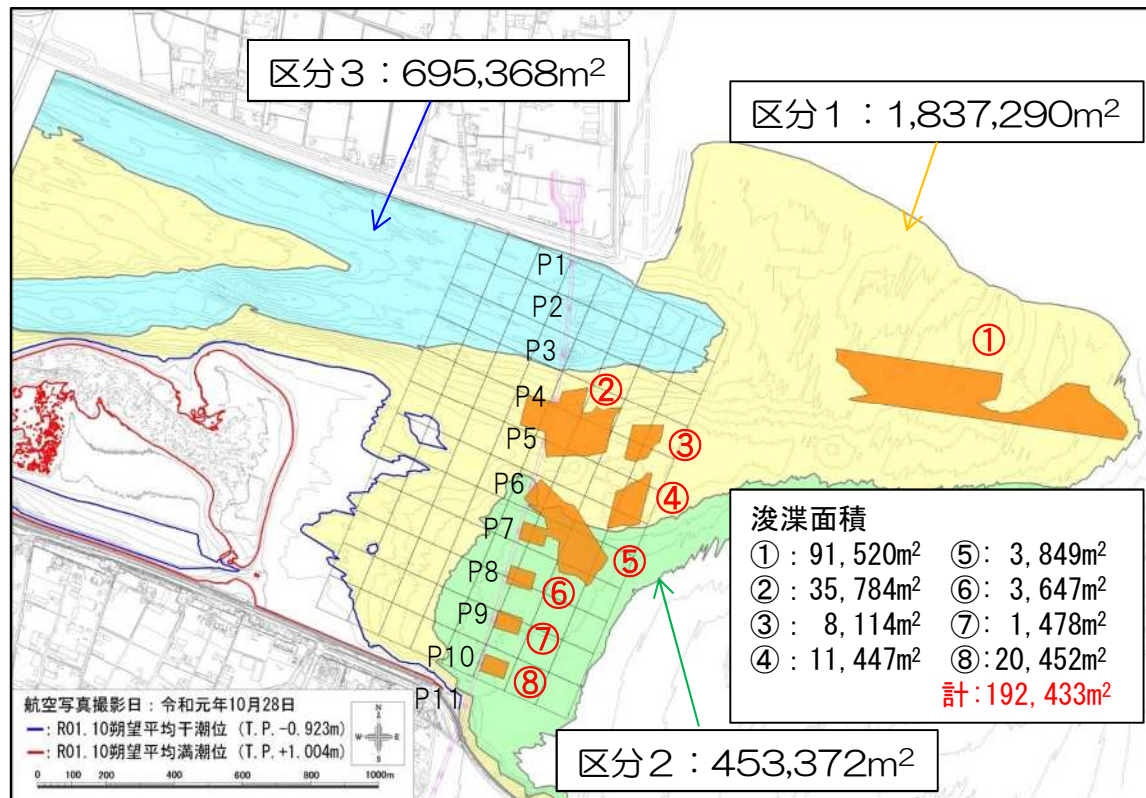 区分3:695,368m²
区分1:1,837,290m²
P1
P2
P3
①
P4
②
P5
③
P6
④
P7
⑤
P8
⑥
P9
⑦
P10
⑧
P11
浚渫面積
①:91,520m² ⑤: 3,849m²
②:35,784m² ⑥: 3,647m²
③: 8,114m² ⑦: 1,478m²
④:11,447m² ⑧:20,452m²
計:192,433m²
航空写真撮影日:令和元年10月28日
―:R01.10朔望平均干潮位(T.P.-0.923m)
―:R01.10朔望平均満潮位(T.P.+1.004m)
N
W E
S
0 100 200 400 600 800 1000m
区分2:453,372m²